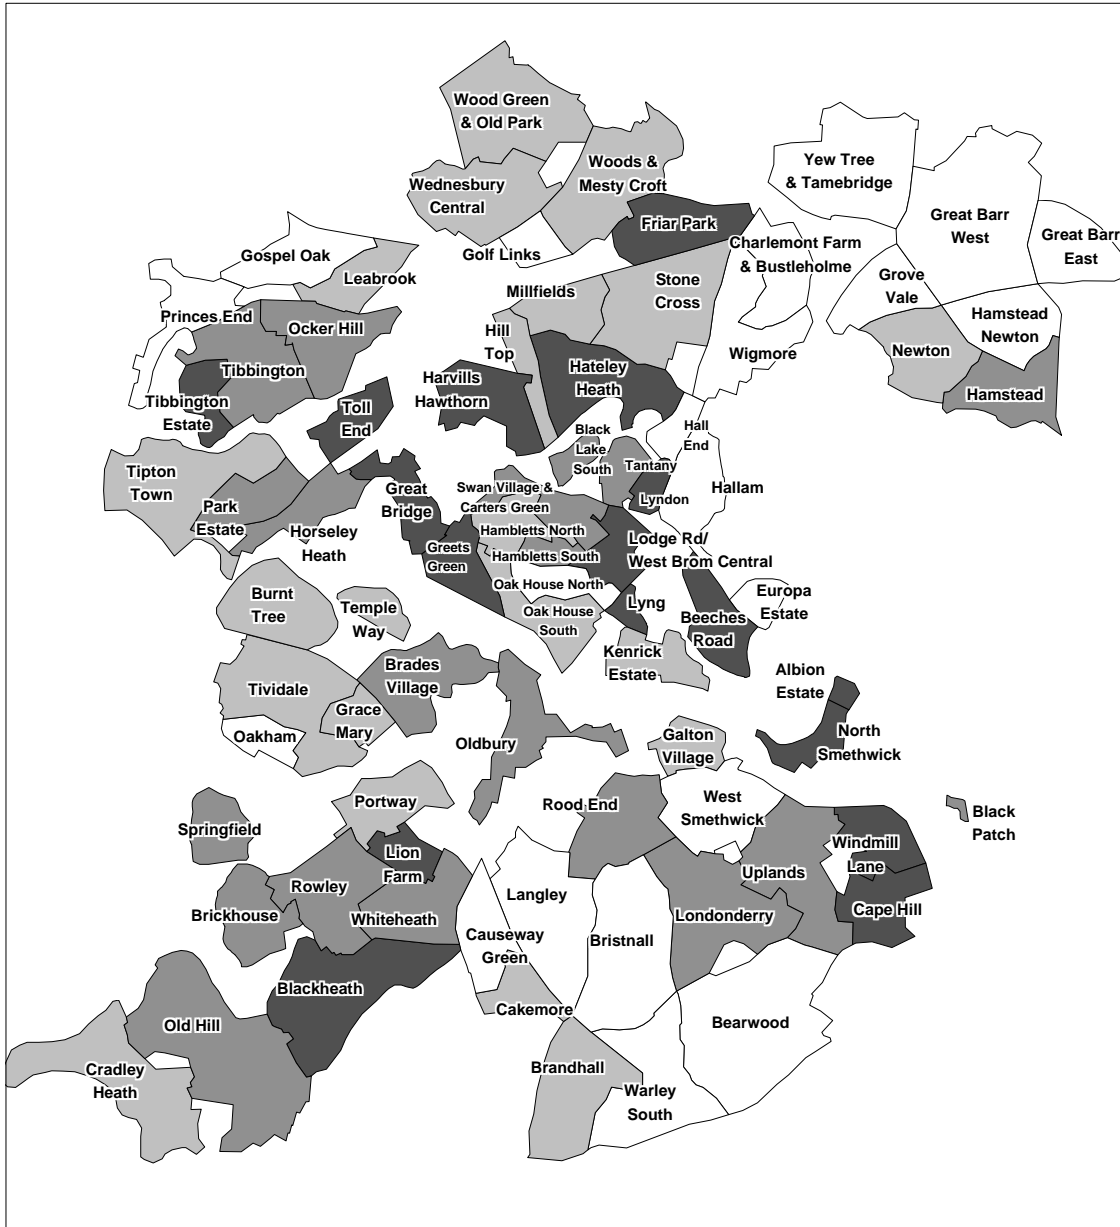 Wood Green
& Old Park
Woods &
Mesty Croft
Wednesbury
Central
Golf Links
Friar Park
Yew Tree
& Tamebridge
Great Barr
West
Great Barr
East
Charlemont Farm
& Bustleholme
Grove
Vale
Hamstead
Newton
Newton
Hamstead
Gospel Oak
Leabrook
Princes End
Ocker Hill
Tibbington
Tibbington
Estate
Toll
End
Millfields
Stone
Cross
Hill
Top
Wigmore
Harvills
Hawthorn
Hateley
Heath
Black
Lake
South
Hall
End
Tantany
Lyndon
Hallam
Tipton
Town
Park
Estate
Horseley
Heath
Great
Bridge
Swan Village &
Carters Green
Hambletts North
Greets
Green
Hambletts South
Lodge Rd/
West Brom Central
Oak House North
Oak House
South
Lyng
Beeches
Road
Europa
Estate
Burnt
Tree
Temple
Way
Kenrick
Estate
Brades
Village
Tividale
Grace
Mary
Oakham
Oldbury
Albion
Estate
North
Smethwick
Galton
Village
Portway
Rood End
West
Smethwick
Black
Patch
Springfield
Lion
Farm
Windmill
Lane
Rowley
Uplands
Brickhouse
Whiteheath
Langley
Londonderry
Cape Hill
Causeway
Green
Bristnall
Blackheath
Cakemore
Old Hill
Bearwood
Cradley
Heath
Brandhall
Warley
South